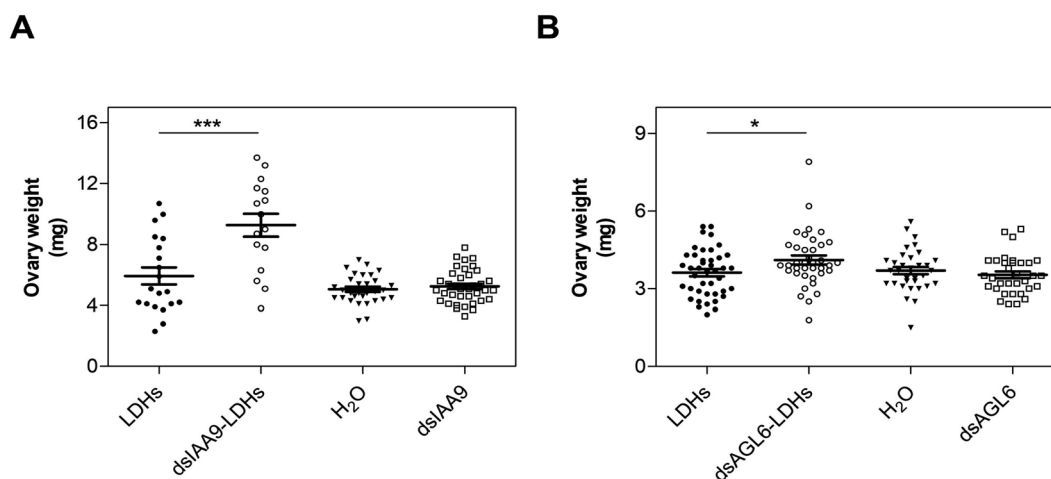 A
B
Ovary weight
(mg)
16
12
8
4
0
***
LDHs
dsIAA9-LDHs
H₂O
dsIAA9
Ovary weight
(mg)
9
6
3
0
*
LDHs
dsAGL6-LDHs
H₂O
dsAGL6